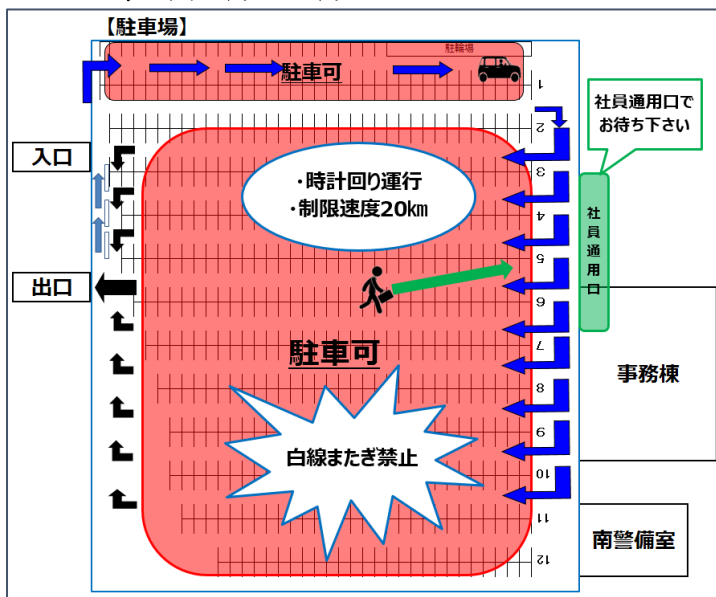 【駐車場】
駐輪場
駐車可
1
社員通用口で
お待ち下さい
2
入口
・時計回り運行
・制限速度20㎞
3
4
社員通用口
5
出口
6
駐車可
7
事務棟
8
白線またぎ禁止
9
10
11
南警備室
12